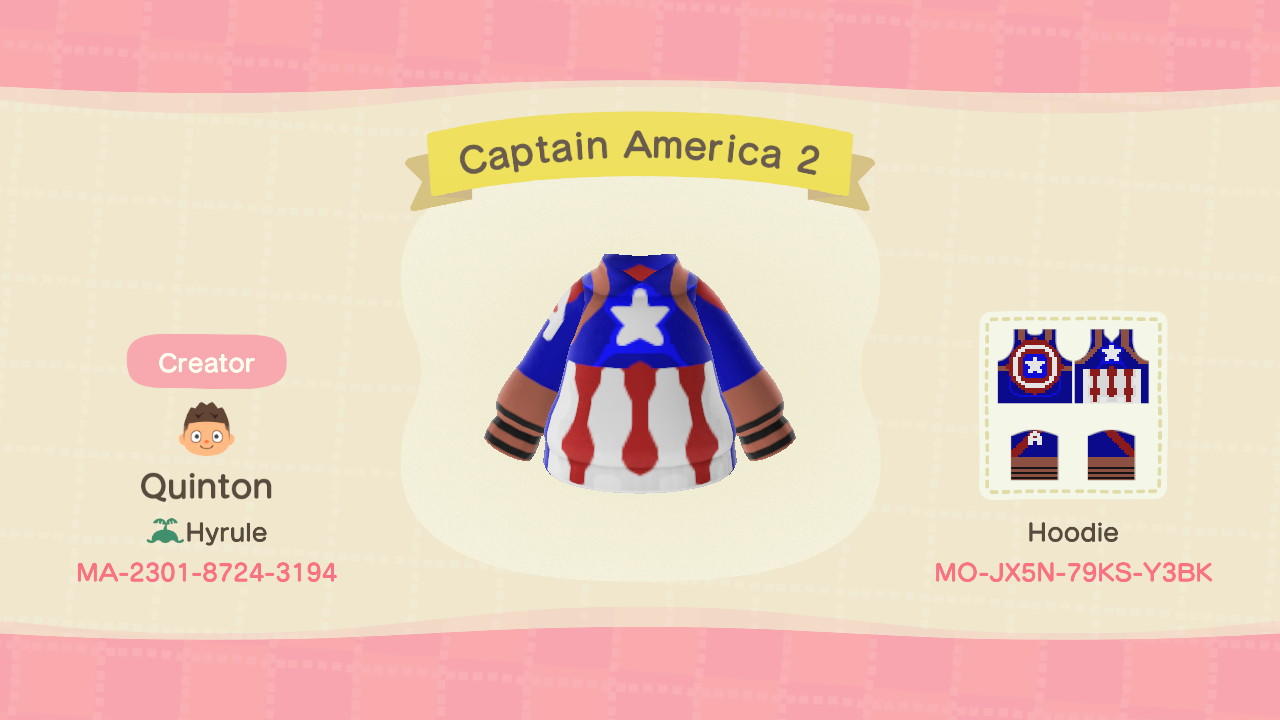 Captain America 2
Creator
Quinton
Hyrule
MA-2301-8724-3194
A
Hoodie
MO-JX5N-79KS-Y3BK